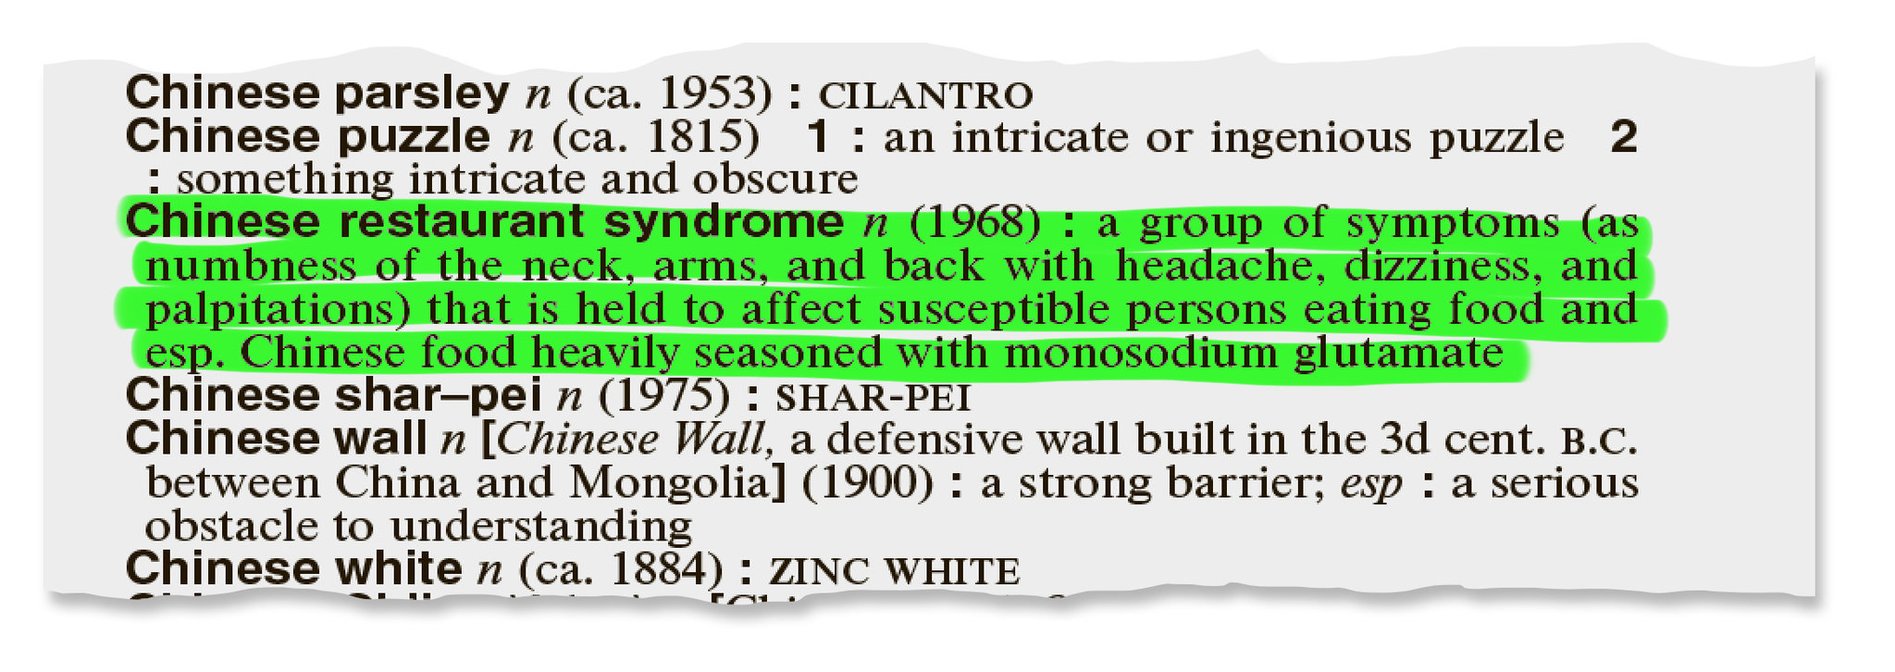 Chinese parsley n (ca. 1953) : CILANTRO
Chinese puzzle n (ca. 1815) 1 : an intricate or ingenious puzzle 2
: something intricate and obscure
Chinese restaurant syndrome n (1968) : a group of symptoms (as
numbness of the neck, arms, and back with headache, dizziness, and
palpitations) that is held to affect susceptible persons eating food and
esp. Chinese food heavily seasoned with monosodium glutamate
Chinese shar–pei n (1975) : SHAR-PEI
Chinese wall n [Chinese Wall, a defensive wall built in the 3d cent. B.C.
between China and Mongolia] (1900) : a strong barrier; esp : a serious
obstacle to understanding
Chinese white n (ca. 1884) : ZINC WHITE